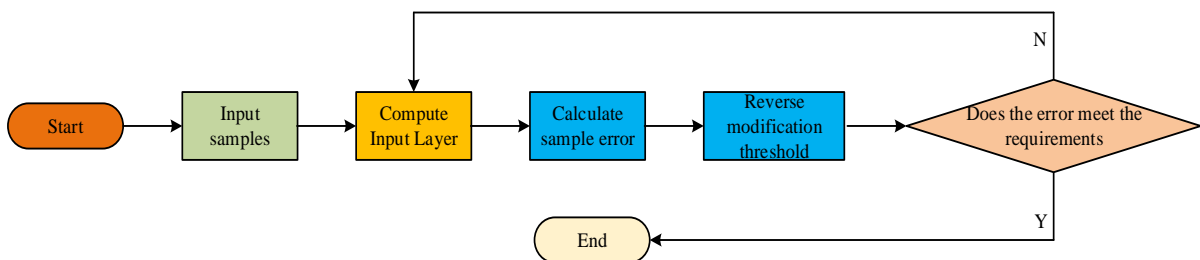 N
Start
Input
samples
Compute
Input Layer
Calculate
sample error
Reverse
modification
threshold
Does the error meet the
requirements
Y
End